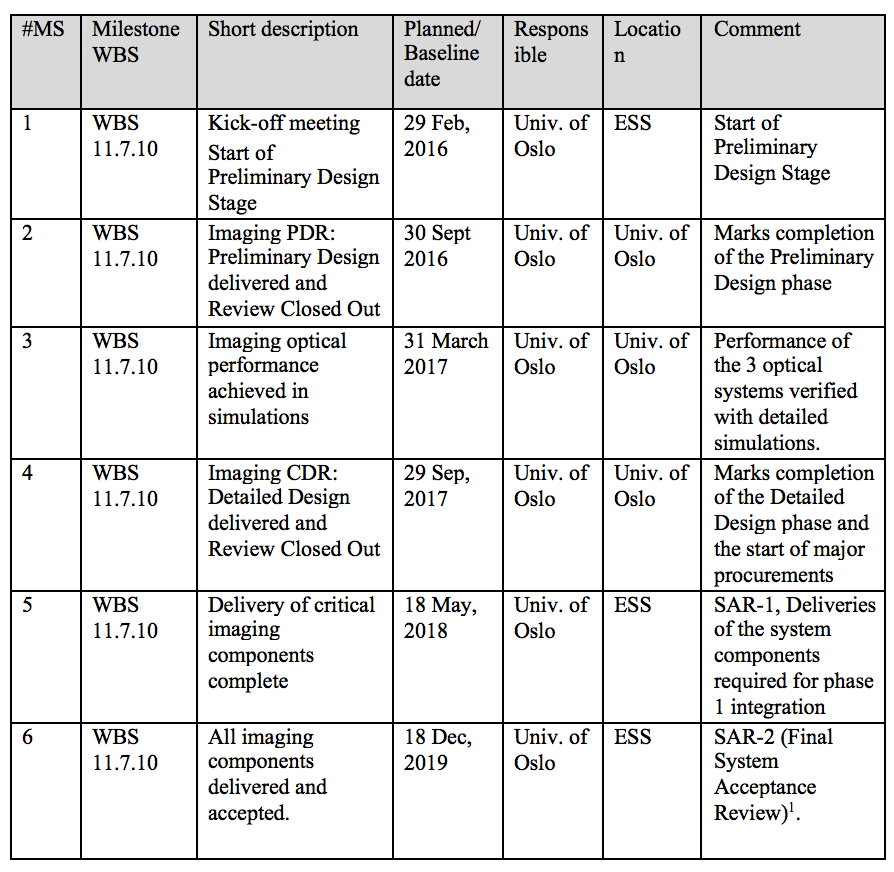 #MS
Milestone
WBS
Short description
Planned/
Baseline
date
Respons
ible
Locatio
n
Comment
1
WBS
11.7.10
Kick-off meeting
Start of
Preliminary Design
Stage
29 Feb,
2016
Univ. of
Oslo
ESS
Start of
Preliminary
Design Stage
2
WBS
11.7.10
Imaging PDR:
Preliminary Design
delivered and
Review Closed Out
30 Sept
2016
Univ. of
Oslo
Univ. of
Oslo
Marks completion
of the Preliminary
Design phase
3
WBS
11.7.10
Imaging optical
performance
achieved in
simulations
31 March
2017
Univ. of
Oslo
Univ. of
Oslo
Performance of
the 3 optical
systems verified
with detailed
simulations.
4
WBS
11.7.10
Imaging CDR:
Detailed Design
delivered and
Review Closed Out
29 Sep,
2017
Univ. of
Oslo
Univ. of
Oslo
Marks completion
of the Detailed
Design phase and
the start of major
procurements
5
WBS
11.7.10
Delivery of critical
imaging
components
complete
18 May,
2018
Univ. of
Oslo
ESS
SAR-1, Deliveries
of the system
components
required for phase
1 integration
6
WBS
11.7.10
All imaging
components
delivered and
accepted.
18 Dec,
2019
Univ. of
Oslo
ESS
SAR-2 (Final
System
Acceptance
Review)¹.